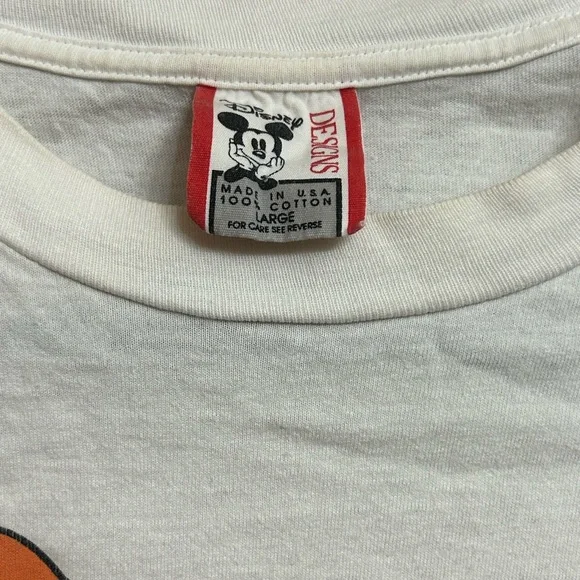 Disney
DESIGNS
MADE IN U.S.A.
100% COTTON
LARGE
FOR CARE SEE REVERSE